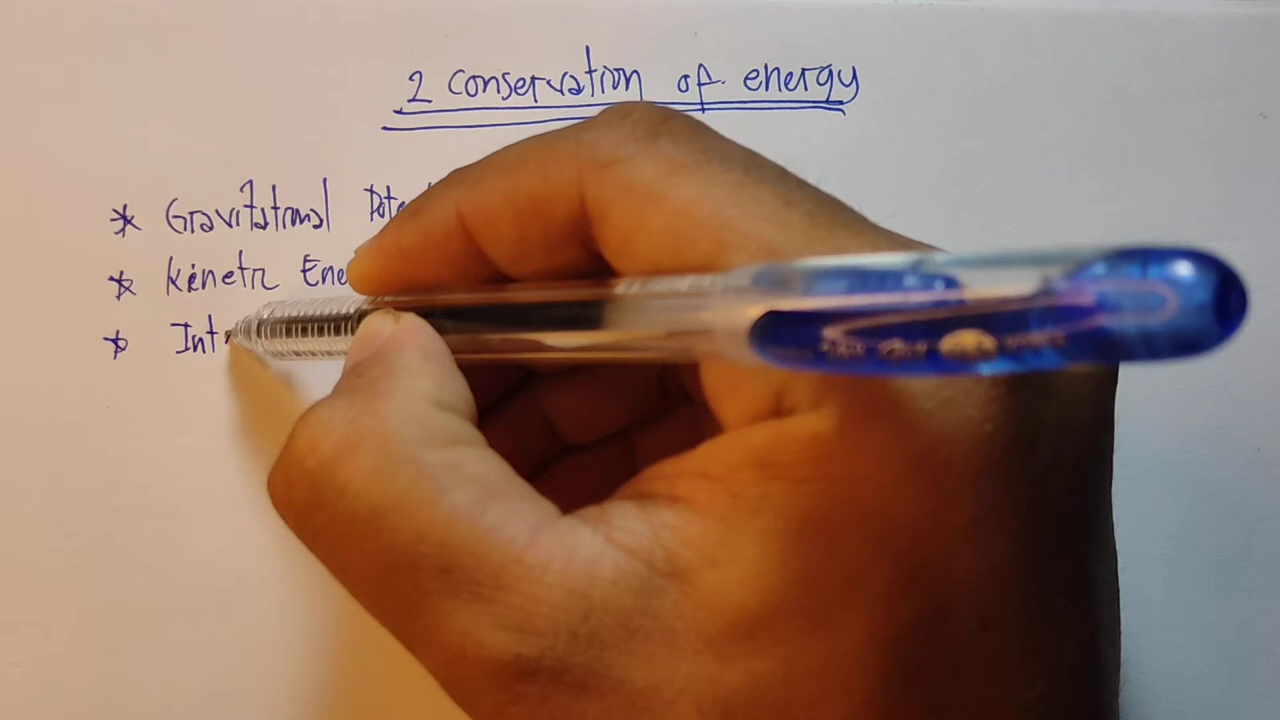 2 conservation of energy
* Gravitational Pote
* Kinetic Ene
* Int